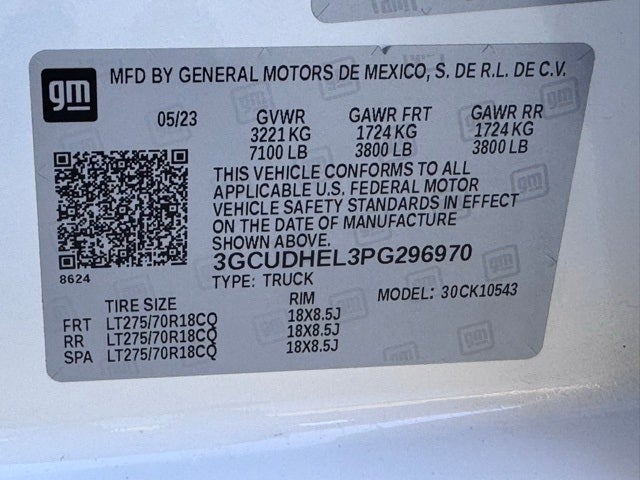 gm MFD BY GENERAL MOTORS DE MEXICO, S. DE R.L. DE C.V.
05/23 GVWR GAWR FRT GAWR RR
3221 KG 1724 KG 1724 KG
7100 LB 3800 LB 3800 LB
THIS VEHICLE CONFORMS TO ALL
APPLICABLE U.S. FEDERAL MOTOR
VEHICLE SAFETY STANDARDS IN EFFECT
ON THE DATE OF MANUFACTURE
SHOWN ABOVE.
3GCUDHEL3PG296970
8624
TYPE: TRUCK MODEL: 30CK10543
TIRE SIZE RIM
FRT LT275/70R18CQ 18X8.5J
RR LT275/70R18CQ 18X8.5J
SPA LT275/70R18CQ 18X8.5J